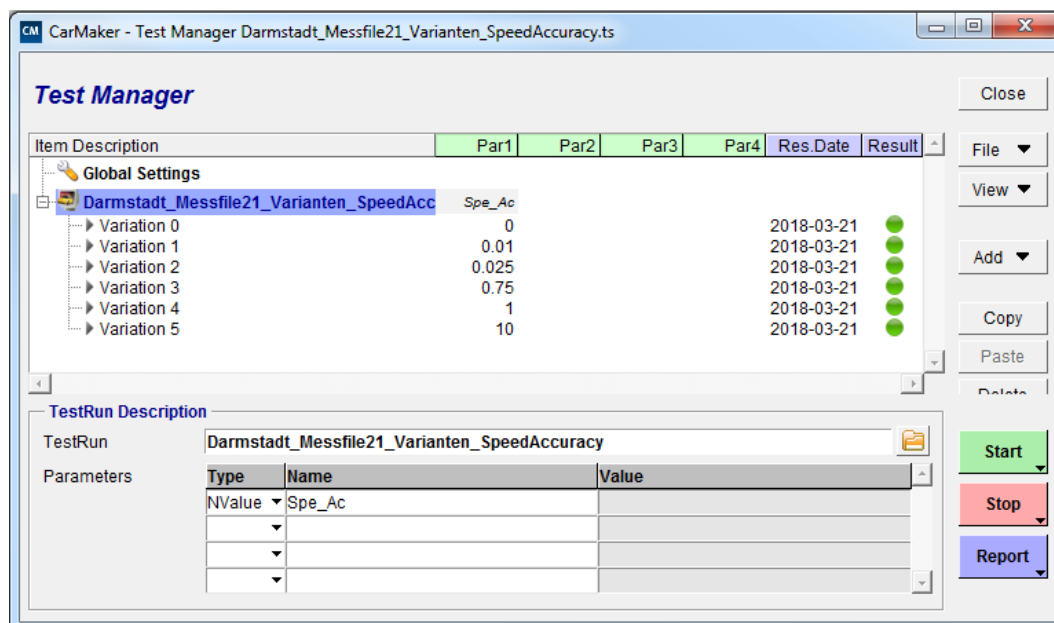 CM CarMaker - Test Manager Darmstadt_Messfile21_Varianten_SpeedAccuracy.ts
Test Manager
Close
Item Description Par1 Par2 Par3 Par4 Res.Date Result
File
Global Settings
View
Darmstadt_Messfile21_Varianten_SpeedAcc Spe_Ac
Variation 0 0 2018-03-21
Variation 1 0.01 2018-03-21
Add
Variation 2 0.025 2018-03-21
Variation 3 0.75 2018-03-21
Variation 4 1 2018-03-21
Copy
Variation 5 10 2018-03-21
Paste
Delete
TestRun Description
TestRun Darmstadt_Messfile21_Varianten_SpeedAccuracy
Start
Parameters Type Name Value
NValue Spe_Ac
Stop
Report